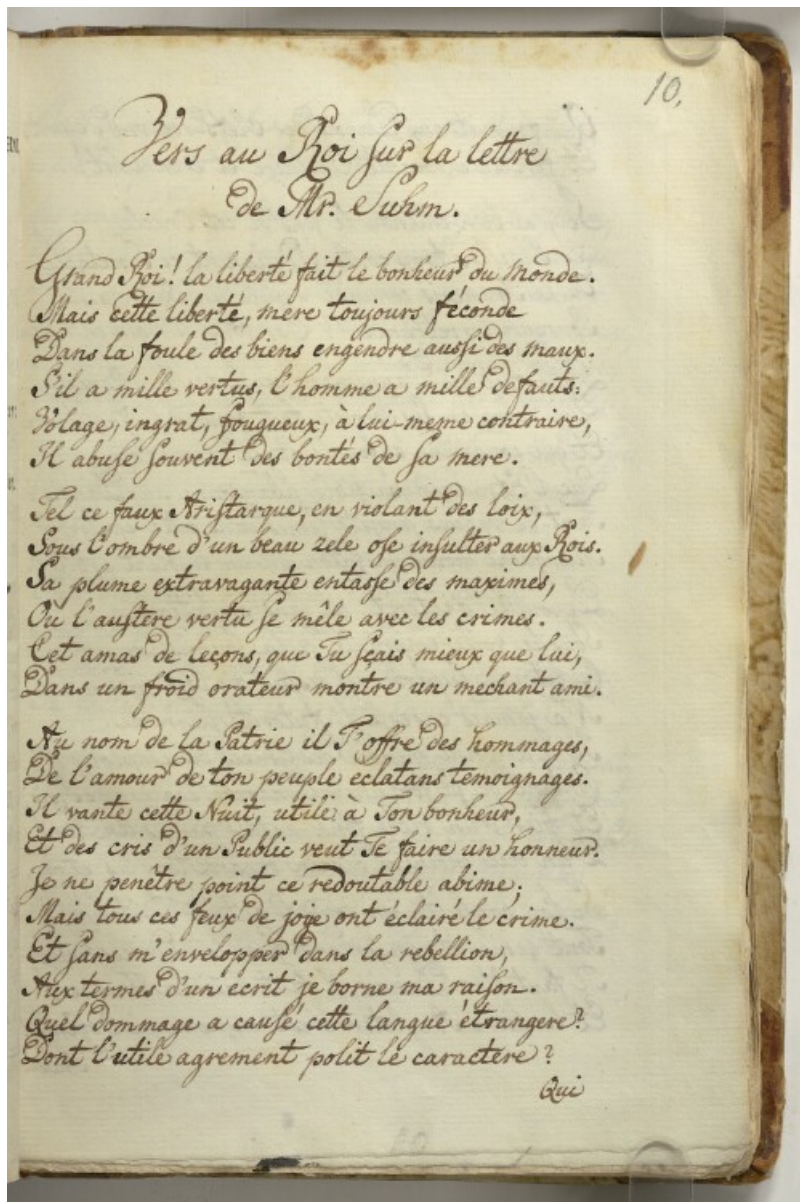 10.
Vers au Roi sur la lettre
de Mr. Suhm.
Grand Roi! la liberté fait le bonheur du monde.
Mais cette liberté, mere toujours féconde
Dans la foule des biens engendre aussi des maux.
S'il a mille vertus, l'homme a mille defauts:
Volage, ingrat, fougueux, à lui-meme contraire,
Il abuse souvent des bontés de sa mere.
Tel ce faux Aristarque, en violant des loix,
Sous l'ombre d'un beau zele ose insulter aux Rois.
Sa plume extravagante entasse des maximes,
Ou l'austere vertu se mêle avec les crimes.
Cet amas de leçons, que Tu sçais mieux que lui,
Dans un froid orateur montre un mechant ami.
Au nom de la Patrie il T'offre des hommages,
De l'amour de ton peuple eclatans temoignages.
Il vante cette Nuit, utile à Ton bonheur,
Et des cris d'un Public veut Te faire un honneur.
Je ne penétre point ce redoutable abime;
Mais tous ces feux de joje ont éclairé le crime.
Et sans m'envelopper dans la rebellion,
Aux termes d'un ecrit je borne ma raison.
Quel dommage a causé cette langue étrangere?
Dont l'utile agrement polit le caractere?
Qui